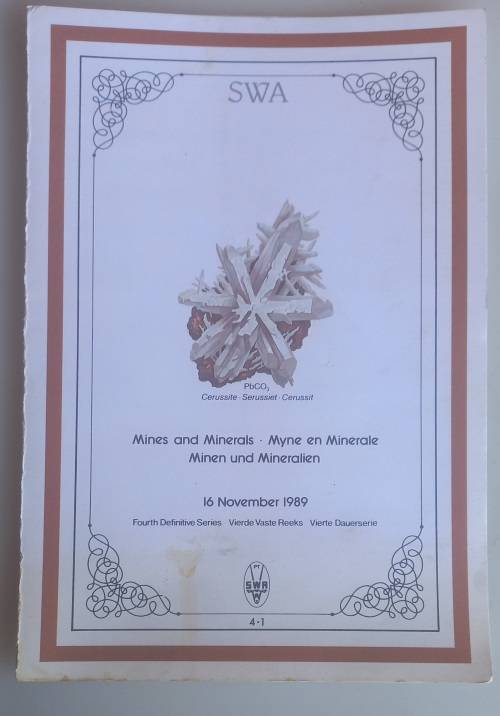 SWA
PbCO₃
Cerussite · Serussiet · Cerussit
Mines and Minerals · Myne en Minerale
Minen und Mineralien
16 November 1989
Fourth Definitive Series Vierde Vaste Reeks Vierte Dauerserie
PT
SWA
4·1